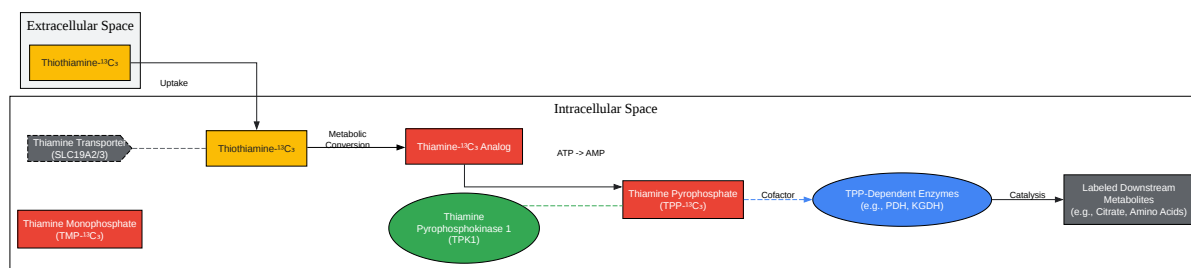 Extracellular Space
Thiothiamine-¹³C₃
Uptake
Intracellular Space
Thiamine Transporter
(SLC19A2/3)
Thiothiamine-¹³C₃
Metabolic
Conversion
Thiamine-¹³C₃ Analog
ATP -> AMP
Thiamine Monophosphate
(TMP-¹³C₃)
Thiamine
Pyrophosphokinase 1
(TPK1)
Thiamine Pyrophosphate
(TPP-¹³C₃)
Cofactor
TPP-Dependent Enzymes
(e.g., PDH, KGDH)
Catalysis
Labeled Downstream
Metabolites
(e.g., Citrate, Amino Acids)